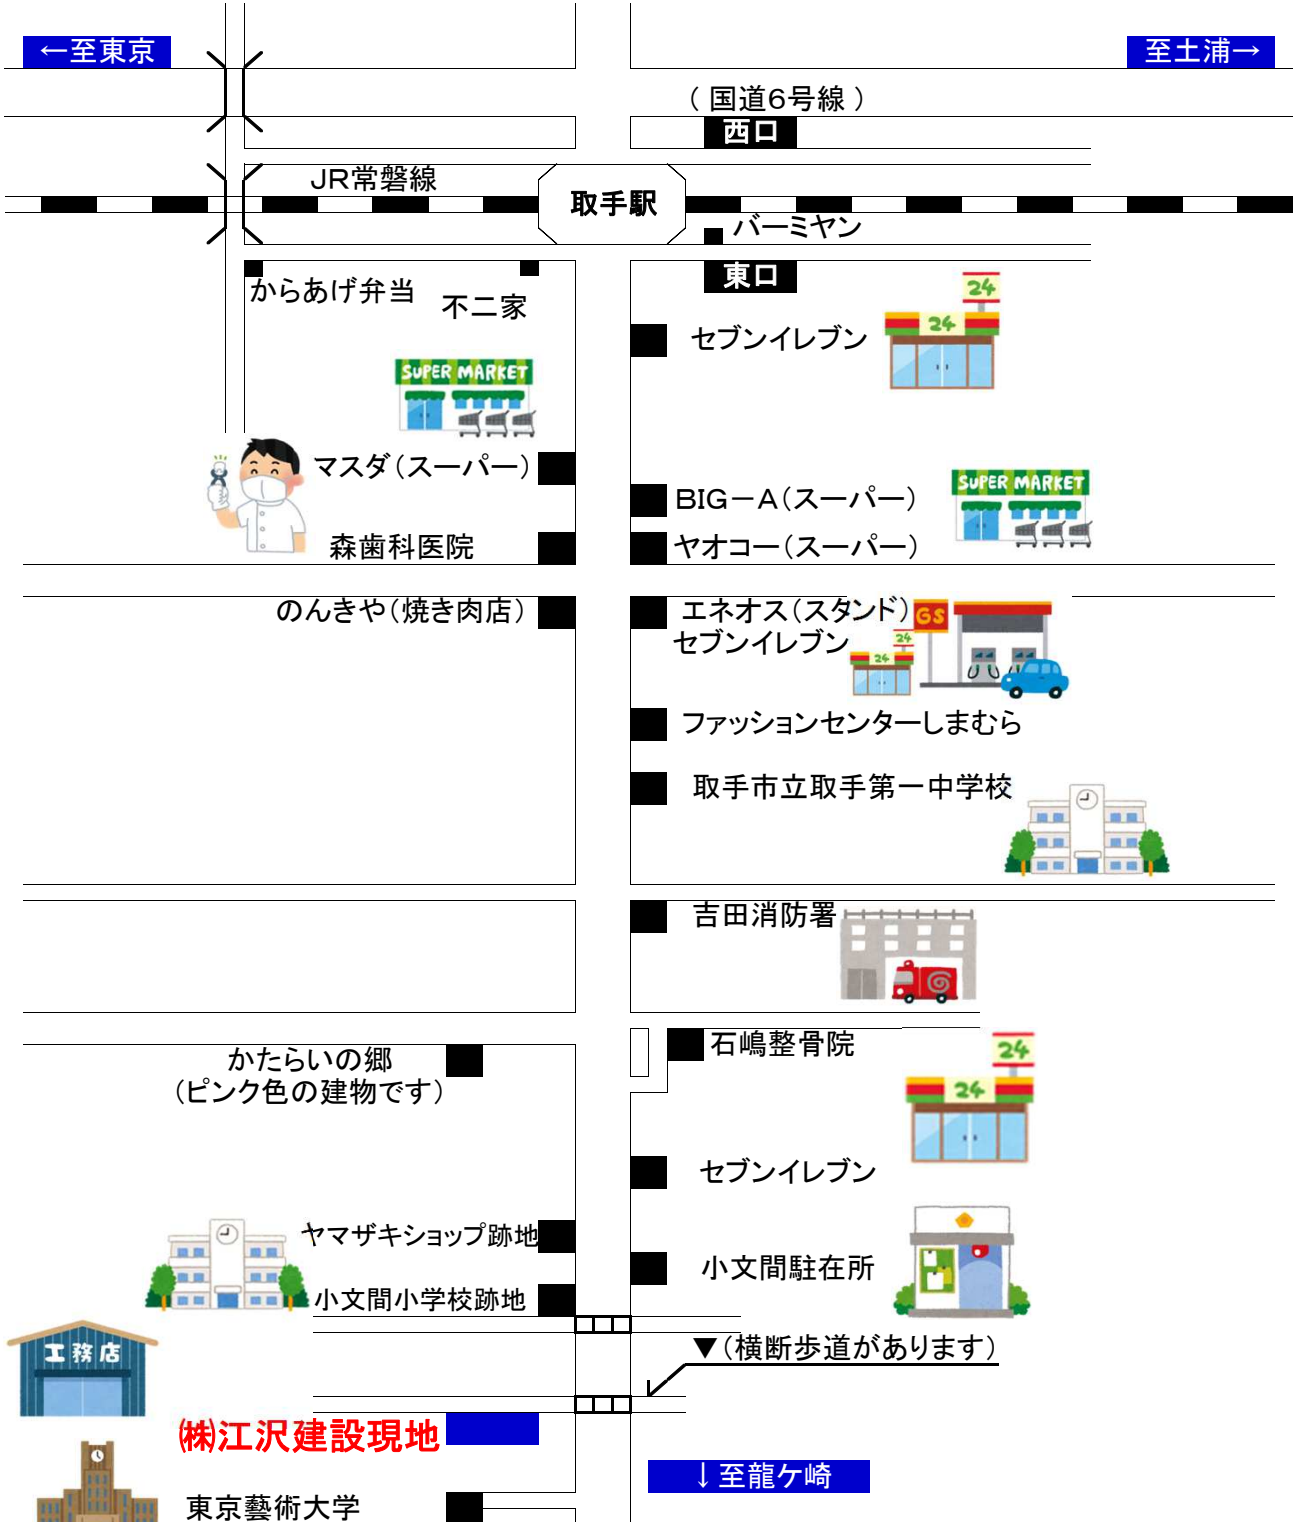 ←至東京
至土浦→
（ 国道6号線 ）
西口
JR常磐線
取手駅
バーミヤン
東口
からあげ弁当
不二家
24
24
セブンイレブン
SUPER MARKET
マスダ（スーパー）
SUPER MARKET
BIG－A（スーパー）
森歯科医院
ヤオコー（スーパー）
のんきや（焼き肉店）
エネオス（スタンド）
GS
セブンイレブン
24
24
ファッションセンターしまむら
取手市立取手第一中学校
吉田消防署
かたらいの郷
（ピンク色の建物です）
石嶋整骨院
24
24
セブンイレブン
ヤマザキショップ跡地
小文間駐在所
小文間小学校跡地
工務店
▼（横断歩道があります）
㈱江沢建設現地
↓至龍ケ崎
東京藝術大学